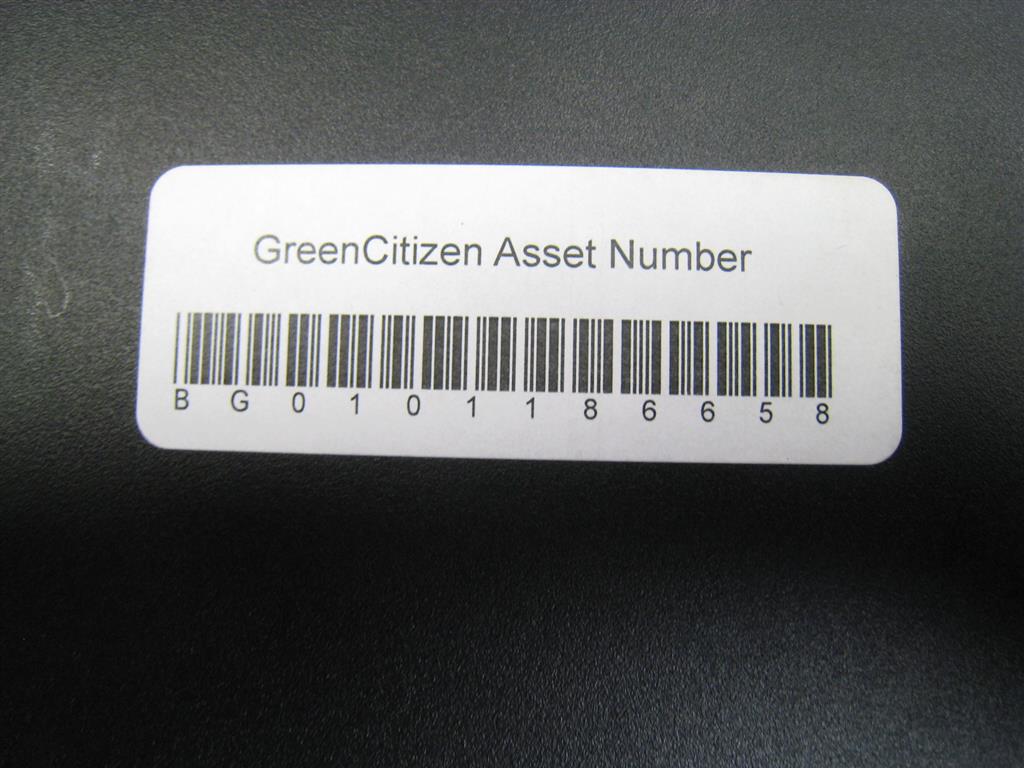 GreenCitizen Asset Number
B G 0 1 0 1 1 8 6 6 5 8